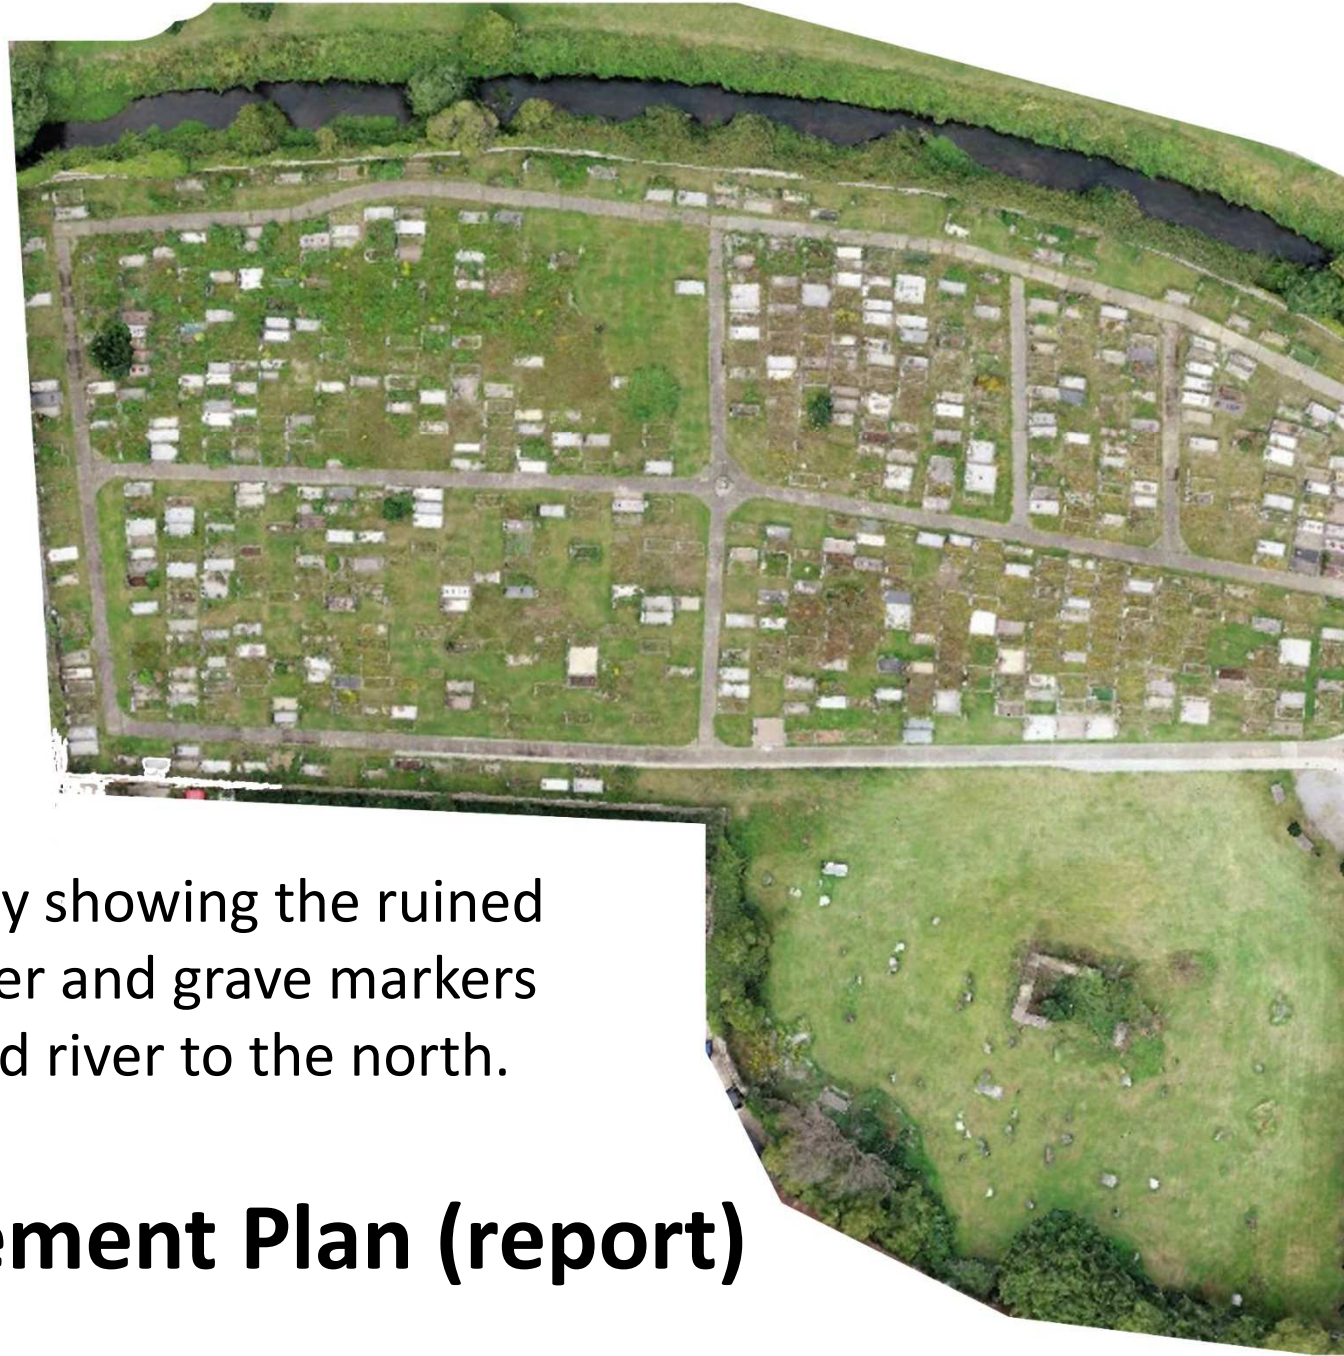 y showing the ruined
er and grave markers
d river to the north.
ement Plan (report)